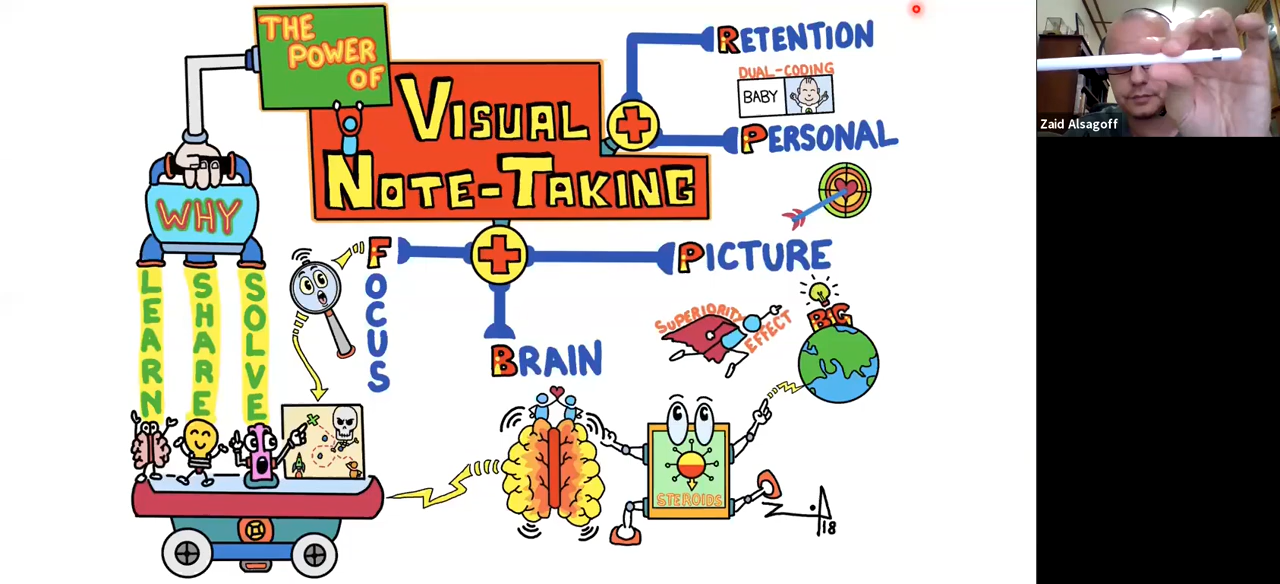 THE
POWER
OF
VISUAL
NOTE-TAKING
RETENTION
DUAL-CODING
BABY
PERSONAL
PICTURE
SUPERIORITY
EFFECT
BIG
FOCUS
BRAIN
STEROIDS
WHY
LEARN
SHARE
SOLVE
18
Zaid Alsagoff